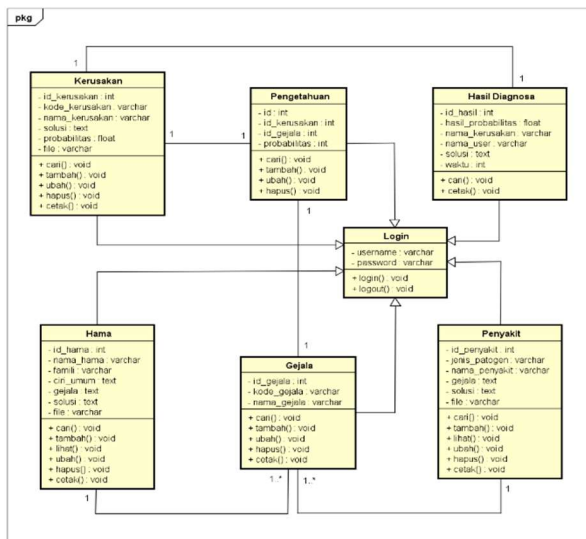 pkg
1
1
Kerusakan
- id_kerusakan : int
- kode_kerusakan : varchar
- nama_kerusakan : varchar
- solusi : text
- probabilitas : float
- file : varchar
+ cari() : void
+ tambah() : void
+ ubah() : void
+ hapus() : void
+ cetak() : void
1
1
Pengetahuan
- id : int
- id_kerusakan : int
- id_gejala : int
- probabilitas : int
+ cari() : void
+ tambah() : void
+ ubah() : void
+ hapus() : void
1
Hasil Diagnosa
- id_hasil : int
- hasil_probabilitas : float
- nama_kerusakan : varchar
- nama_user : varchar
- solusi : text
- waktu : int
+ cari() : void
+ cetak() : void
Login
- username : varchar
- password : varchar
+ login() : void
+ logout() : void
Hama
- id_hama : int
- nama_hama : varchar
- famili : varchar
- ciri_umum : text
- gejala : text
- solusi : text
- file : varchar
+ cari() : void
+ tambah() : void
+ lihat() : void
+ ubah() : void
+ hapus() : void
+ cetak() : void
1
1
Gejala
- id_gejala : int
- kode_gejala : varchar
- nama_gejala : varchar
+ cari() : void
+ tambah() : void
+ ubah() : void
+ hapus() : void
+ cetak() : void
1..*
1..*
Penyakit
- id_penyakit : int
- jenis_patogen : varchar
- nama_penyakit : varchar
- gejala : text
- solusi : text
- file : varchar
+ cari() : void
+ tambah() : void
+ lihat() : void
+ ubah() : void
+ hapus() : void
+ cetak() : void
1